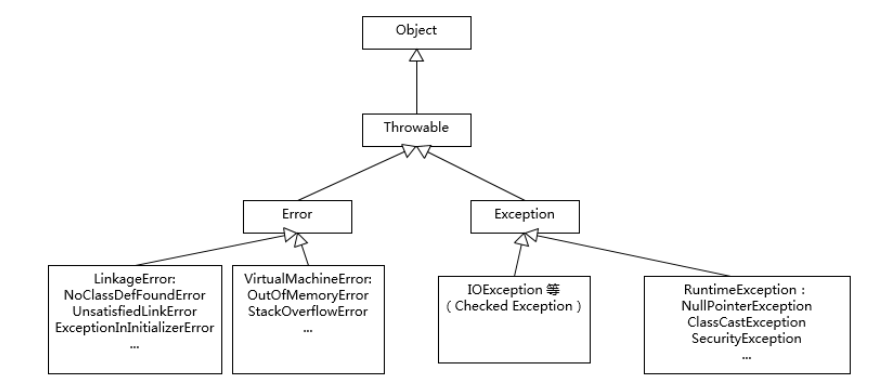 Object
Throwable
Error
Exception
LinkageError:
NoClassDefFoundError
UnsatisfiedLinkError
ExceptionInInitializerError
...
VirtualMachineError:
OutOfMemoryError
StackOverflowError
...
IOException 等
（Checked Exception）
RuntimeException：
NullPointerException
ClassCastException
SecurityException
...